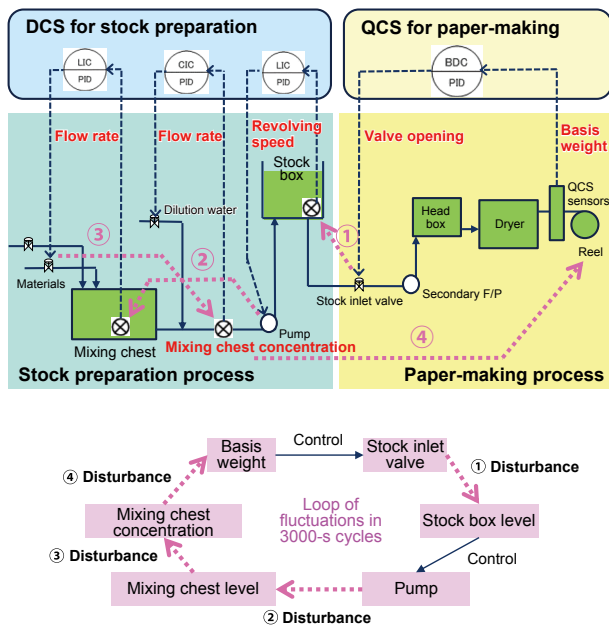 DCS for stock preparation
QCS for paper-making
LIC
PID
CIC
PID
LIC
PID
BDC
PID
Flow rate
Flow rate
Revolving
speed
Valve opening
Basis
weight
Stock
box
Dilution water
Head
box
Dryer
QCS
sensors
Reel
③
②
①
④
Materials
Stock inlet valve
Secondary F/P
Pump
Mixing chest
Mixing chest concentration
Stock preparation process
Paper-making process
Basis
weight
Control
Stock inlet
valve
① Disturbance
④ Disturbance
Mixing chest
concentration
Loop of
fluctuations in
3000-s cycles
Stock box level
③ Disturbance
Control
Mixing chest level
Pump
② Disturbance